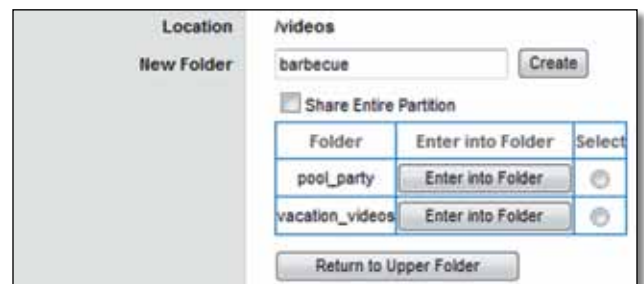 Location /videos
New Folder barbecue Create
Share Entire Partition
Folder Enter into Folder Select
pool_party Enter into Folder
vacation_videos Enter into Folder
Return to Upper Folder